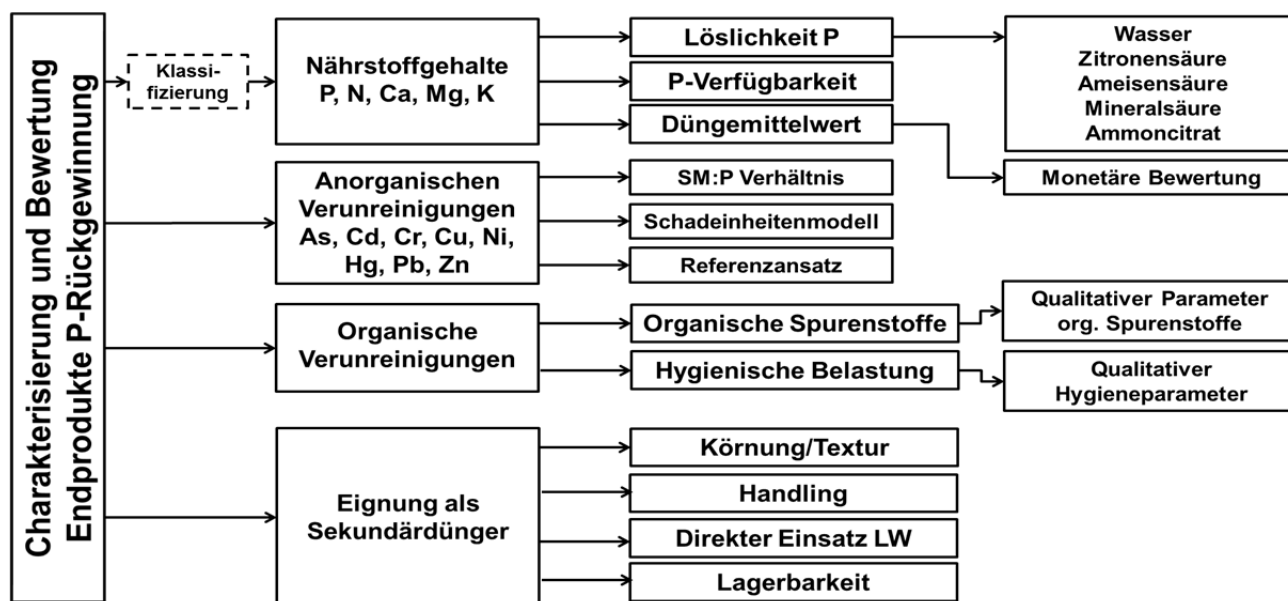 Charakterisierung und Bewertung
Endprodukte P-Rückgewinnung
Klassi-
fizierung
Nährstoffgehalte
P, N, Ca, Mg, K
Löslichkeit P
P-Verfügbarkeit
Düngemittelwert
Wasser
Zitronensäure
Ameisensäure
Mineralsäure
Ammoncitrat
Monetäre Bewertung
Anorganischen
Verunreinigungen
As, Cd, Cr, Cu, Ni,
Hg, Pb, Zn
SM:P Verhältnis
Schadeinheitenmodell
Referenzansatz
Organische
Verunreinigungen
Organische Spurenstoffe
Hygienische Belastung
Qualitativer Parameter
org. Spurenstoffe
Qualitativer
Hygieneparameter
Eignung als
Sekundärdünger
Körnung/Textur
Handling
Direkter Einsatz LW
Lagerbarkeit